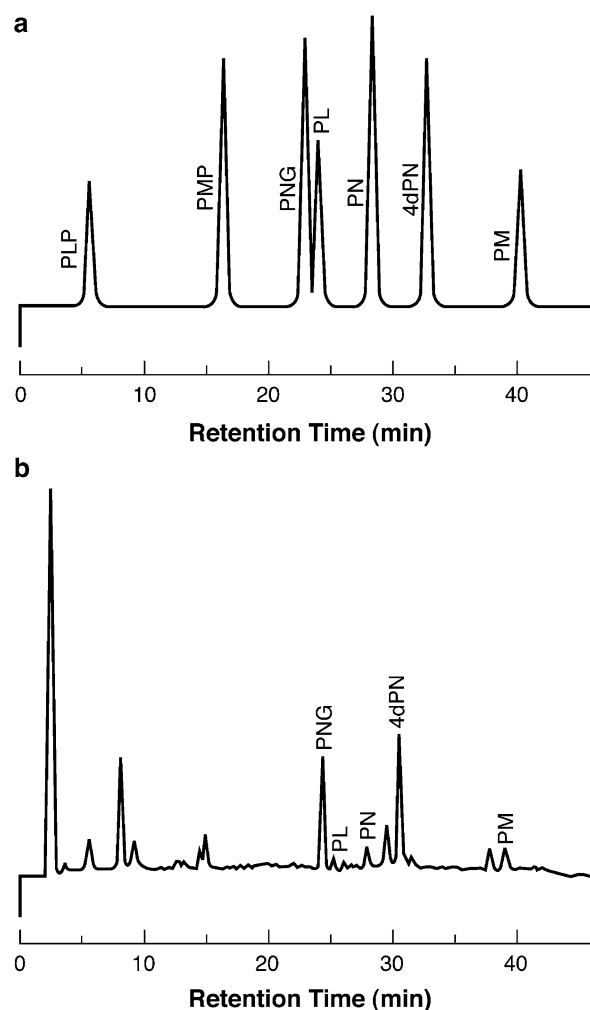 a
PLP
PMP
PNG
PL
PN
4dPN
PM
0 10 20 30 40
Retention Time (min)
b
PNG
PL
PN
4dPN
PM
0 10 20 30 40
Retention Time (min)